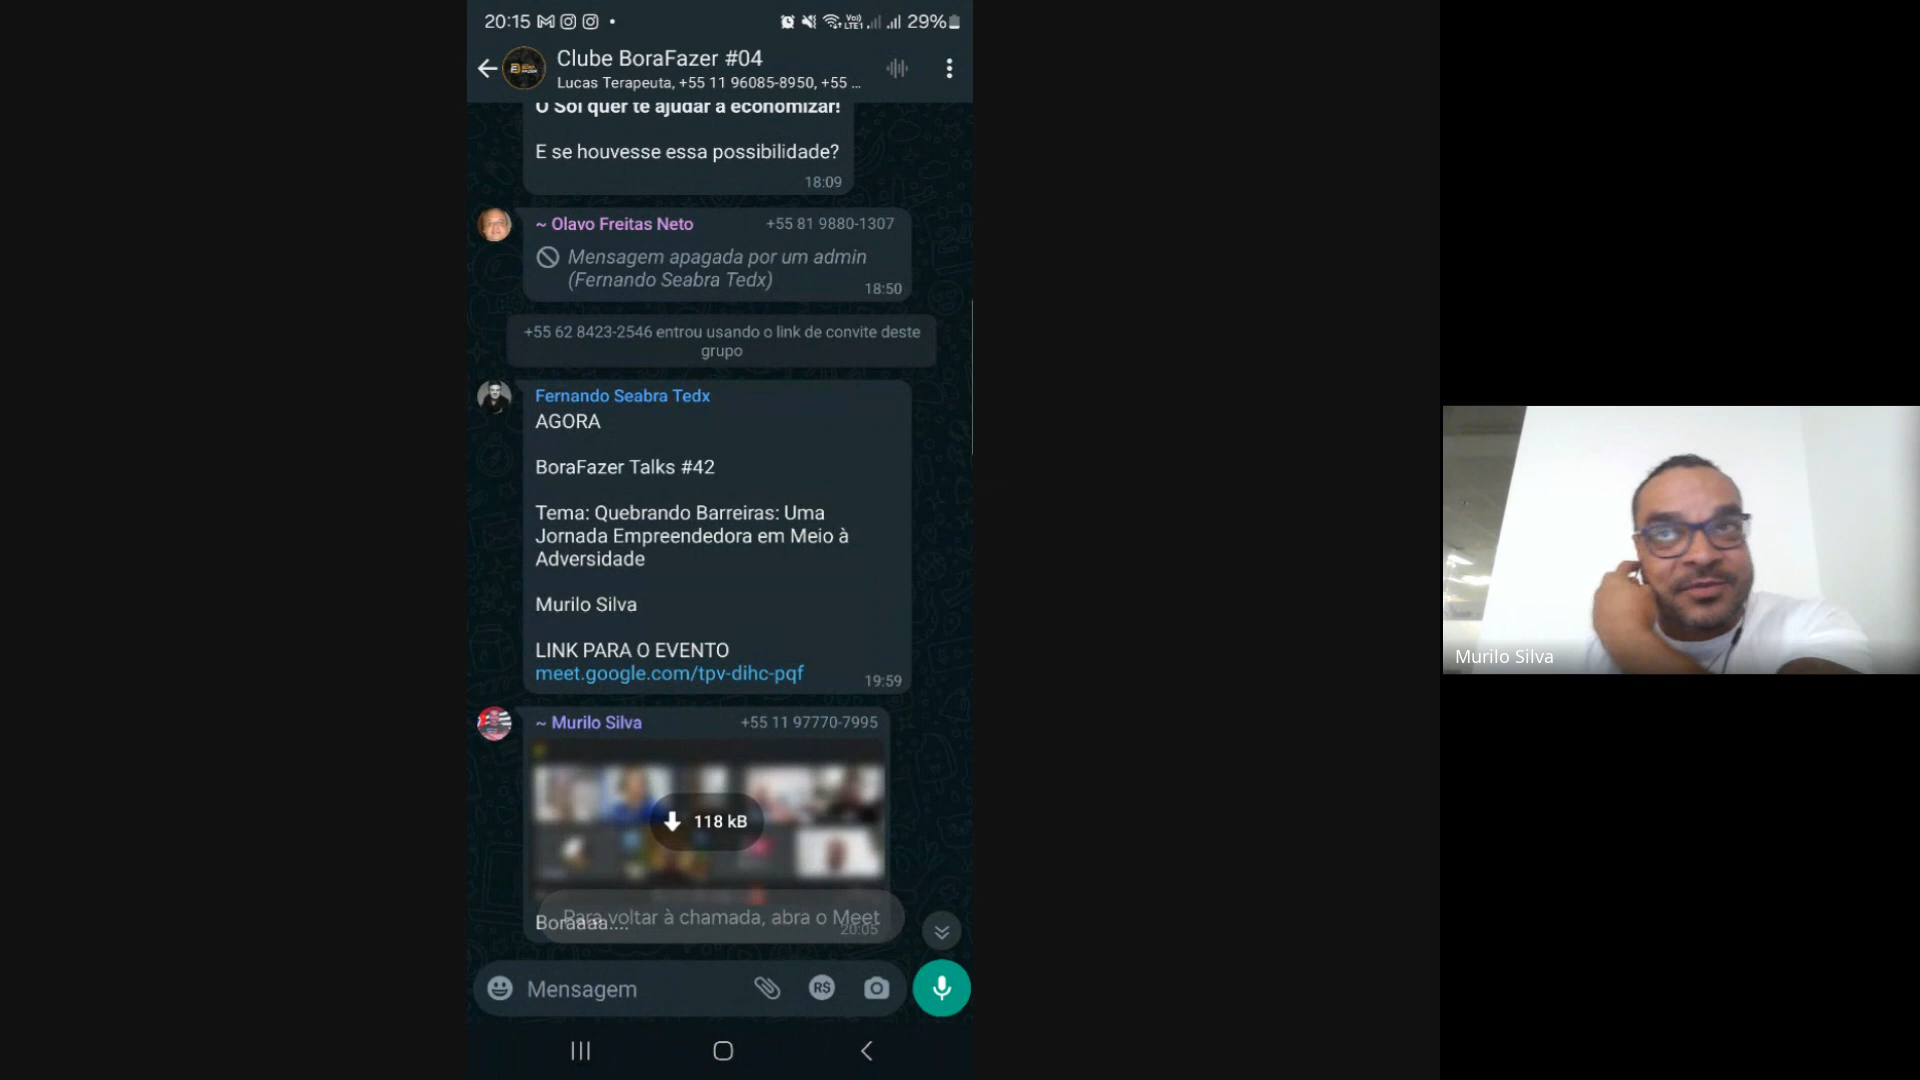 20:15
Vo)) LTE1
29%
Clube BoraFazer #04
Lucas Terapeuta, +55 11 96085-8950, +55 ...
O Sol quer te ajudar a economizar!
E se houvesse essa possibilidade?
18:09
~ Olavo Freitas Neto +55 81 9880-1307
Mensagem apagada por um admin
(Fernando Seabra Tedx)
18:50
+55 62 8423-2546 entrou usando o link de convite deste
grupo
Fernando Seabra Tedx
AGORA
BoraFazer Talks #42
Tema: Quebrando Barreiras: Uma
Jornada Empreendedora em Meio à
Adversidade
Murilo Silva
LINK PARA O EVENTO
meet.google.com/tpv-dihc-pqf
19:59
~ Murilo Silva +55 11 97770-7995
118 kB
Para voltar à chamada, abra o Meet
Boraaaa....
20:05
Mensagem
R$
Murilo Silva